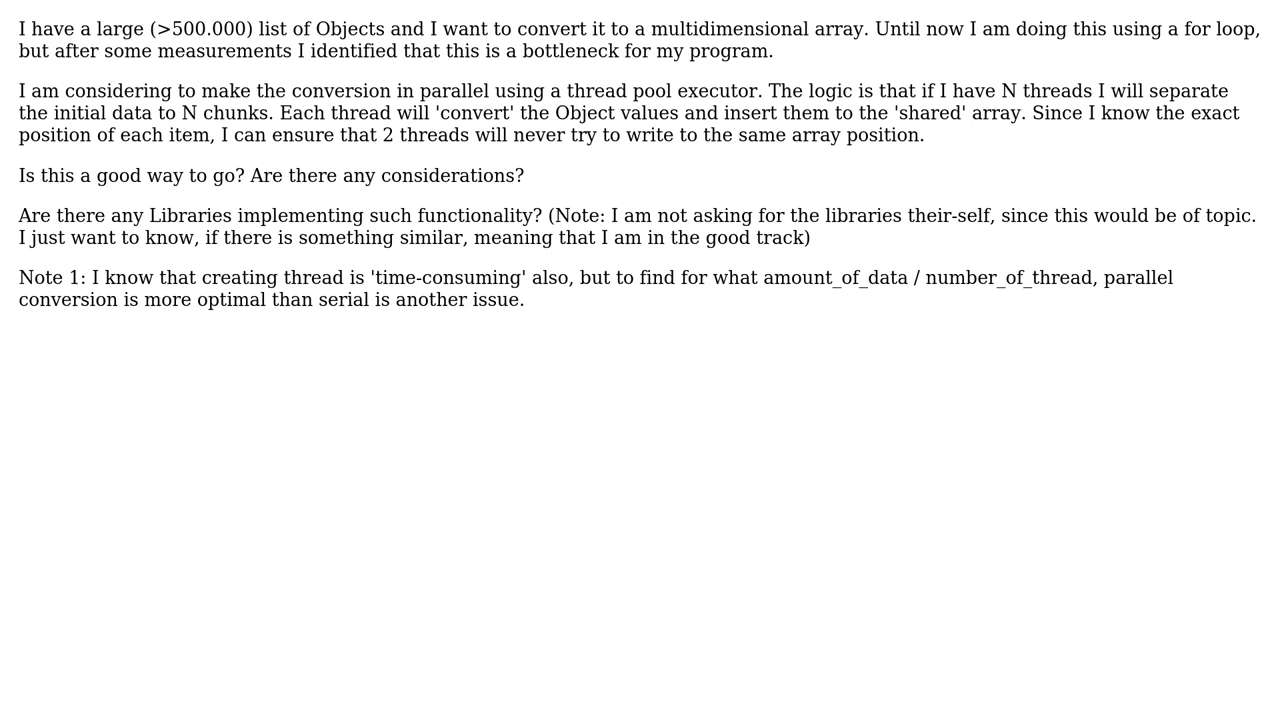 I have a large (>500.000) list of Objects and I want to convert it to a multidimensional array. Until now I am doing this using a for loop,
but after some measurements I identified that this is a bottleneck for my program.
I am considering to make the conversion in parallel using a thread pool executor. The logic is that if I have N threads I will separate
the initial data to N chunks. Each thread will 'convert' the Object values and insert them to the 'shared' array. Since I know the exact
position of each item, I can ensure that 2 threads will never try to write to the same array position.
Is this a good way to go? Are there any considerations?
Are there any Libraries implementing such functionality? (Note: I am not asking for the libraries their-self, since this would be of topic.
I just want to know, if there is something similar, meaning that I am in the good track)
Note 1: I know that creating thread is 'time-consuming' also, but to find for what amount_of_data / number_of_thread, parallel
conversion is more optimal than serial is another issue.